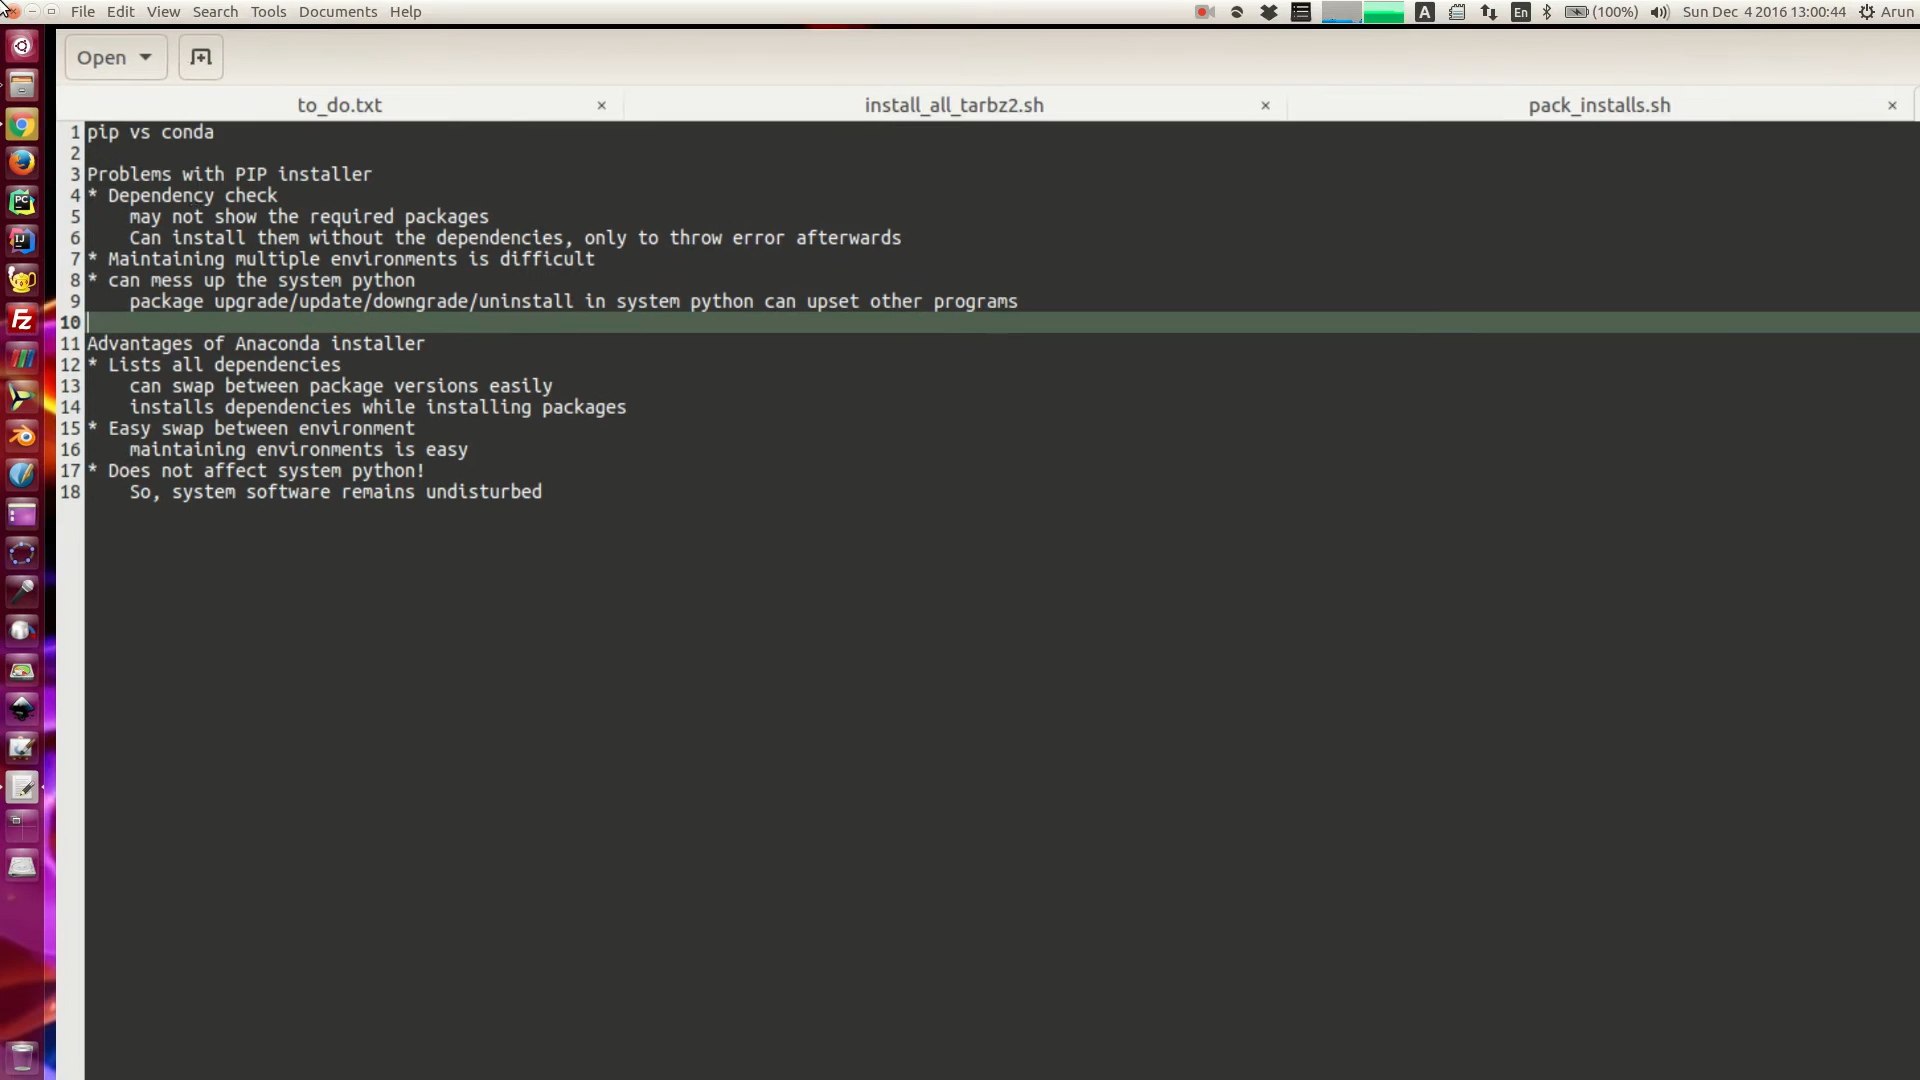 File Edit View Search Tools Documents Help A En (100%) Sun Dec 4 2016 13:00:44 Arun
Open
to_do.txt × install_all_tarbz2.sh × pack_installs.sh ×
1 pip vs conda
2
3 Problems with PIP installer
4 * Dependency check
5 may not show the required packages
6 Can install them without the dependencies, only to throw error afterwards
7 * Maintaining multiple environments is difficult
8 * can mess up the system python
9 package upgrade/update/downgrade/uninstall in system python can upset other programs
10
11 Advantages of Anaconda installer
12 * Lists all dependencies
13 can swap between package versions easily
14 installs dependencies while installing packages
15 * Easy swap between environment
16 maintaining environments is easy
17 * Does not affect system python!
18 So, system software remains undisturbed
PC
IJ
Fz